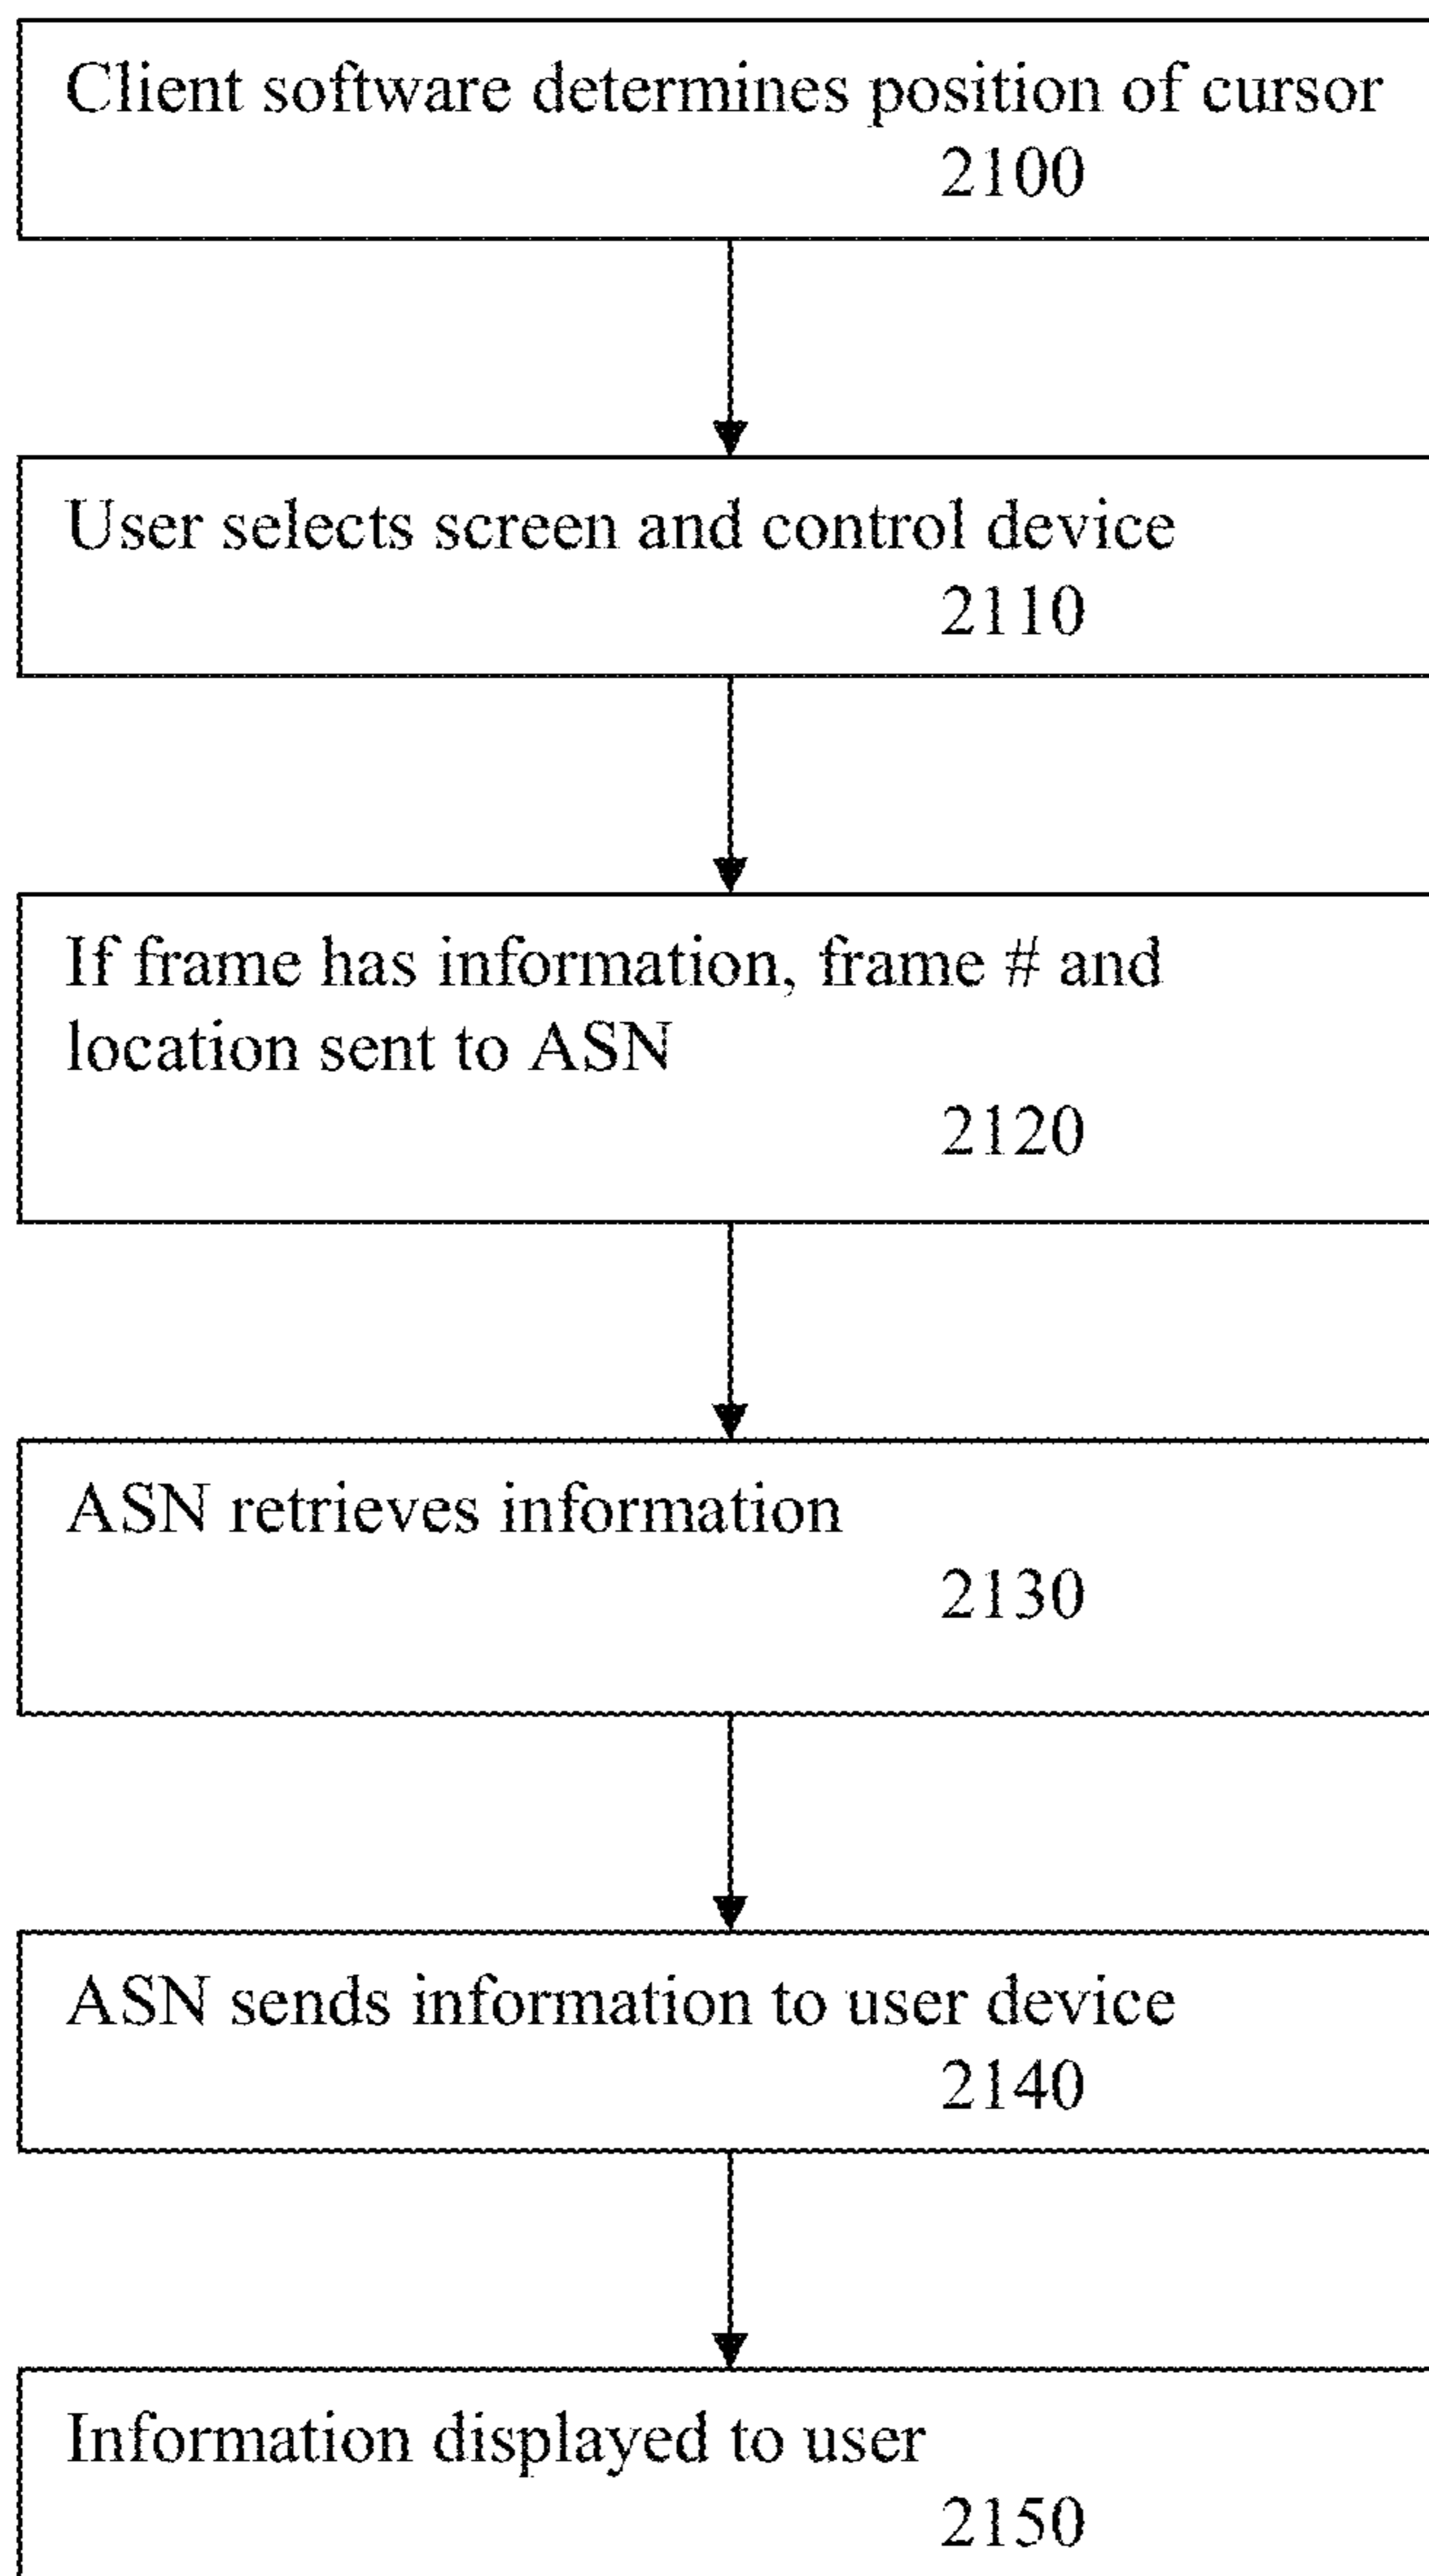 Client software determines position of cursor
2100
User selects screen and control device
2110
If frame has information, frame # and
location sent to ASN
2120
ASN retrieves information
2130
ASN sends information to user device
2140
Information displayed to user
2150